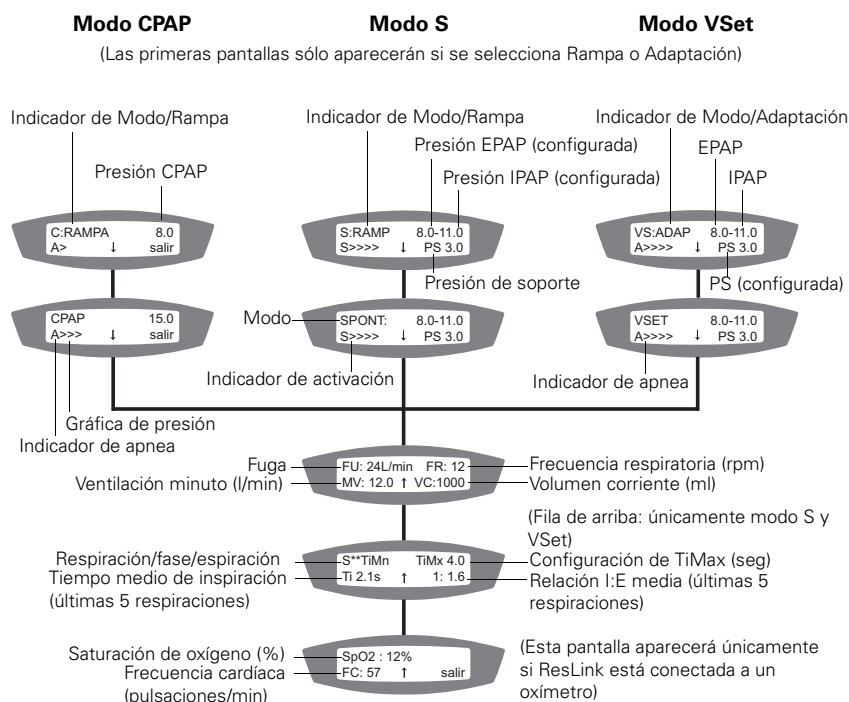 Modo CPAP Modo S Modo VSet
(Las primeras pantallas sólo aparecerán si se selecciona Rampa o Adaptación)
Indicador de Modo/Rampa
Presión CPAP
C:RAMPA 8.0
A> ↓ salir
CPAP 15.0
A>>> ↓ salir
Gráfica de presión
Indicador de apnea
Indicador de Modo/Rampa
Presión EPAP (configurada)
Presión IPAP (configurada)
S:RAMP 8.0-11.0
S>>>> ↓ PS 3.0
Presión de soporte
Modo
SPONT: 8.0-11.0
S>>>> ↓ PS 3.0
Indicador de activación
Indicador de Modo/Adaptación
EPAP
IPAP
VS:ADAP 8.0-11.0
A>>>> ↓ PS 3.0
PS (configurada)
VSET 8.0-11.0
A>>>> ↓ PS 3.0
Indicador de apnea
Fuga
Ventilación minuto (l/min)
FU: 24L/min FR: 12
MV: 12.0 ↑ VC:1000
Frecuencia respiratoria (rpm)
Volumen corriente (ml)
(Fila de arriba: únicamente modo S y
VSet)
Respiración/fase/espiración
Tiempo medio de inspiración
(últimas 5 respiraciones)
S**TiMn TiMx 4.0
Ti 2.1s ↑ 1: 1.6
Configuración de TiMax (seg)
Relación I:E media (últimas 5
respiraciones)
Saturación de oxígeno (%)
Frecuencia cardíaca
(pulsaciones/min)
SpO2 : 12%
FC: 57 ↑ salir
(Esta pantalla aparecerá únicamente
si ResLink está conectada a un
oxímetro)